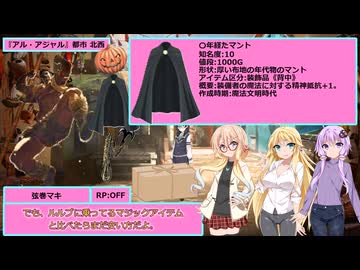 『アル・アジャル』都市 北西
〇年経たマント
知名度:10
値段:1000G
形状:厚い布地の年代物のマント
アイテム区分:装飾品《背中》
概要:装備者の魔法に対する精神抵抗+1。
作成時期:魔法文明時代
弦巻マキ
RP:OFF
でも、ルルブに乗ってるマジックアイテム
と比べたらまだ安い方だよ。